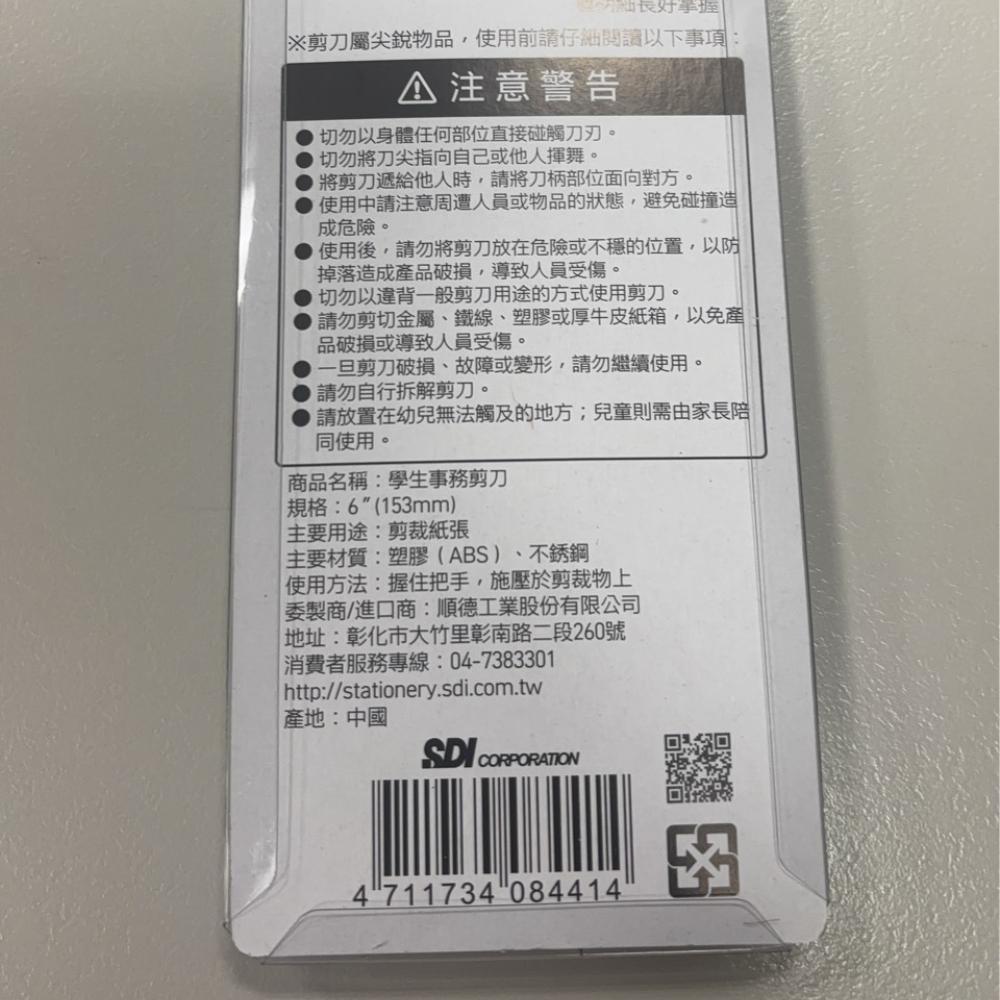 細長好掌握
※剪刀屬尖銳物品，使用前請仔細閱讀以下事項：
注意警告
●切勿以身體任何部位直接碰觸刀刃。
●切勿將刀尖指向自己或他人揮舞。
●將剪刀遞給他人時，請將刀柄部位面向對方。
●使用中請注意周遭人員或物品的狀態，避免碰撞造
成危險。
●使用後，請勿將剪刀放在危險或不穩的位置，以防
掉落造成產品破損，導致人員受傷。
●切勿以違背一般剪刀用途的方式使用剪刀。
●請勿剪切金屬、鐵線、塑膠或厚牛皮紙箱，以免產
品破損或導致人員受傷。
●一旦剪刀破損、故障或變形，請勿繼續使用。
●請勿自行拆解剪刀。
●請放置在幼兒無法觸及的地方；兒童則需由家長陪
同使用。
商品名稱：學生事務剪刀
規格：6"(153mm)
主要用途：剪裁紙張
主要材質：塑膠（ABS）、不銹鋼
使用方法：握住把手，施壓於剪裁物上
委製商/進口商：順德工業股份有限公司
地址：彰化市大竹里彰南路二段260號
消費者服務專線：04-7383301
http://stationery.sdi.com.tw
產地：中國
SDI CORPORATION
4 711734 084414